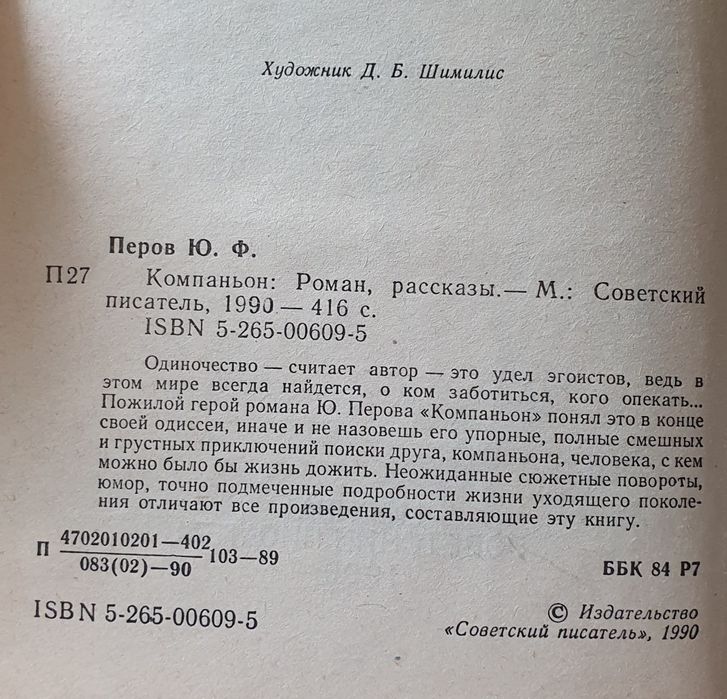 Художник Д. Б. Шимилис
Перов Ю. Ф.
П27 Компаньон: Роман, рассказы.— М.: Советский
писатель, 1990.— 416 с.
ISBN 5-265-00609-5
Одиночество — считает автор — это удел эгоистов, ведь в
этом мире всегда найдется, о ком заботиться, кого опекать...
Пожилой герой романа Ю. Перова «Компаньон» понял это в конце
своей одиссеи, иначе и не назовешь его упорные, полные смешных
и грустных приключений поиски друга, компаньона, человека, с кем
можно было бы жизнь дожить. Неожиданные сюжетные повороты,
юмор, точно подмеченные подробности жизни уходящего поколе-
ния отличают все произведения, составляющие эту книгу.
П 4702010201—402 103—89
083(02)—90
ББК 84 Р7
ISBN 5-265-00609-5
© Издательство
«Советский писатель», 1990